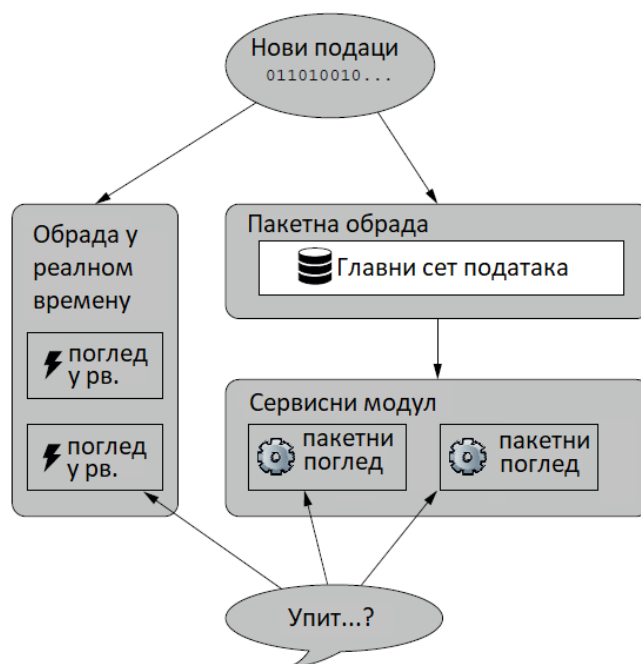 Нови подаци
011010010...
Обрада у
реалном
времену
поглед
у рв.
поглед
у рв.
Пакетна обрада
Главни сет података
Сервисни модул
пакетни
поглед
пакетни
поглед
Упит...?